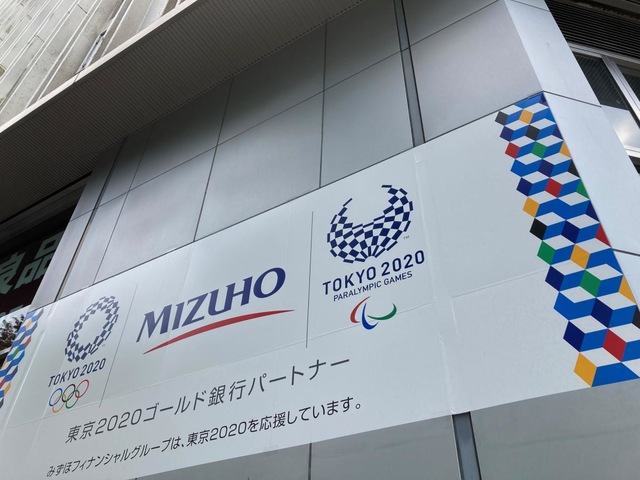 良品
TOKYO 2020
MIZUHO
TOKYO 2020
PARALYMPIC GAMES
東京2020ゴールド銀行パートナー
みずほフィナンシャルグループは、東京2020を応援しています。